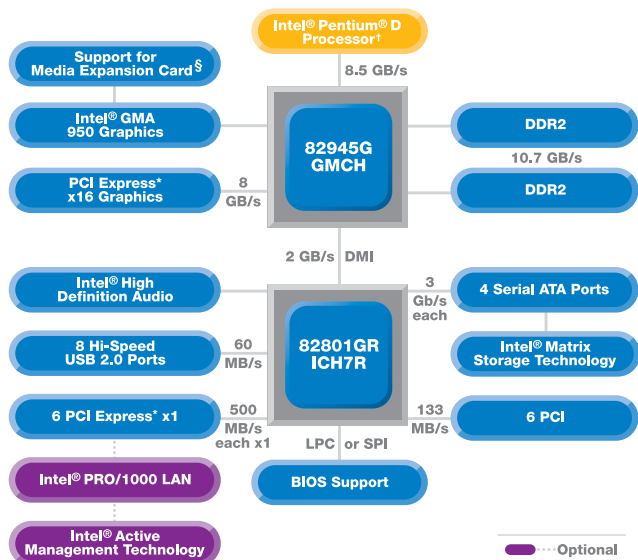 Intel® Pentium® D
Processor†
Support for
Media Expansion Card§
8.5 GB/s
Intel® GMA
950 Graphics
82945G
GMCH
DDR2
10.7 GB/s
PCI Express*
x16 Graphics
8
GB/s
DDR2
2 GB/s DMI
Intel® High
Definition Audio
3
Gb/s
each
4 Serial ATA Ports
8 Hi-Speed
USB 2.0 Ports
60
MB/s
82801GR
ICH7R
Intel® Matrix
Storage Technology
6 PCI Express* x1
500
MB/s
each x1
133
MB/s
6 PCI
LPC or SPI
Intel® PRO/1000 LAN
BIOS Support
Intel® Active
Management Technology
Optional